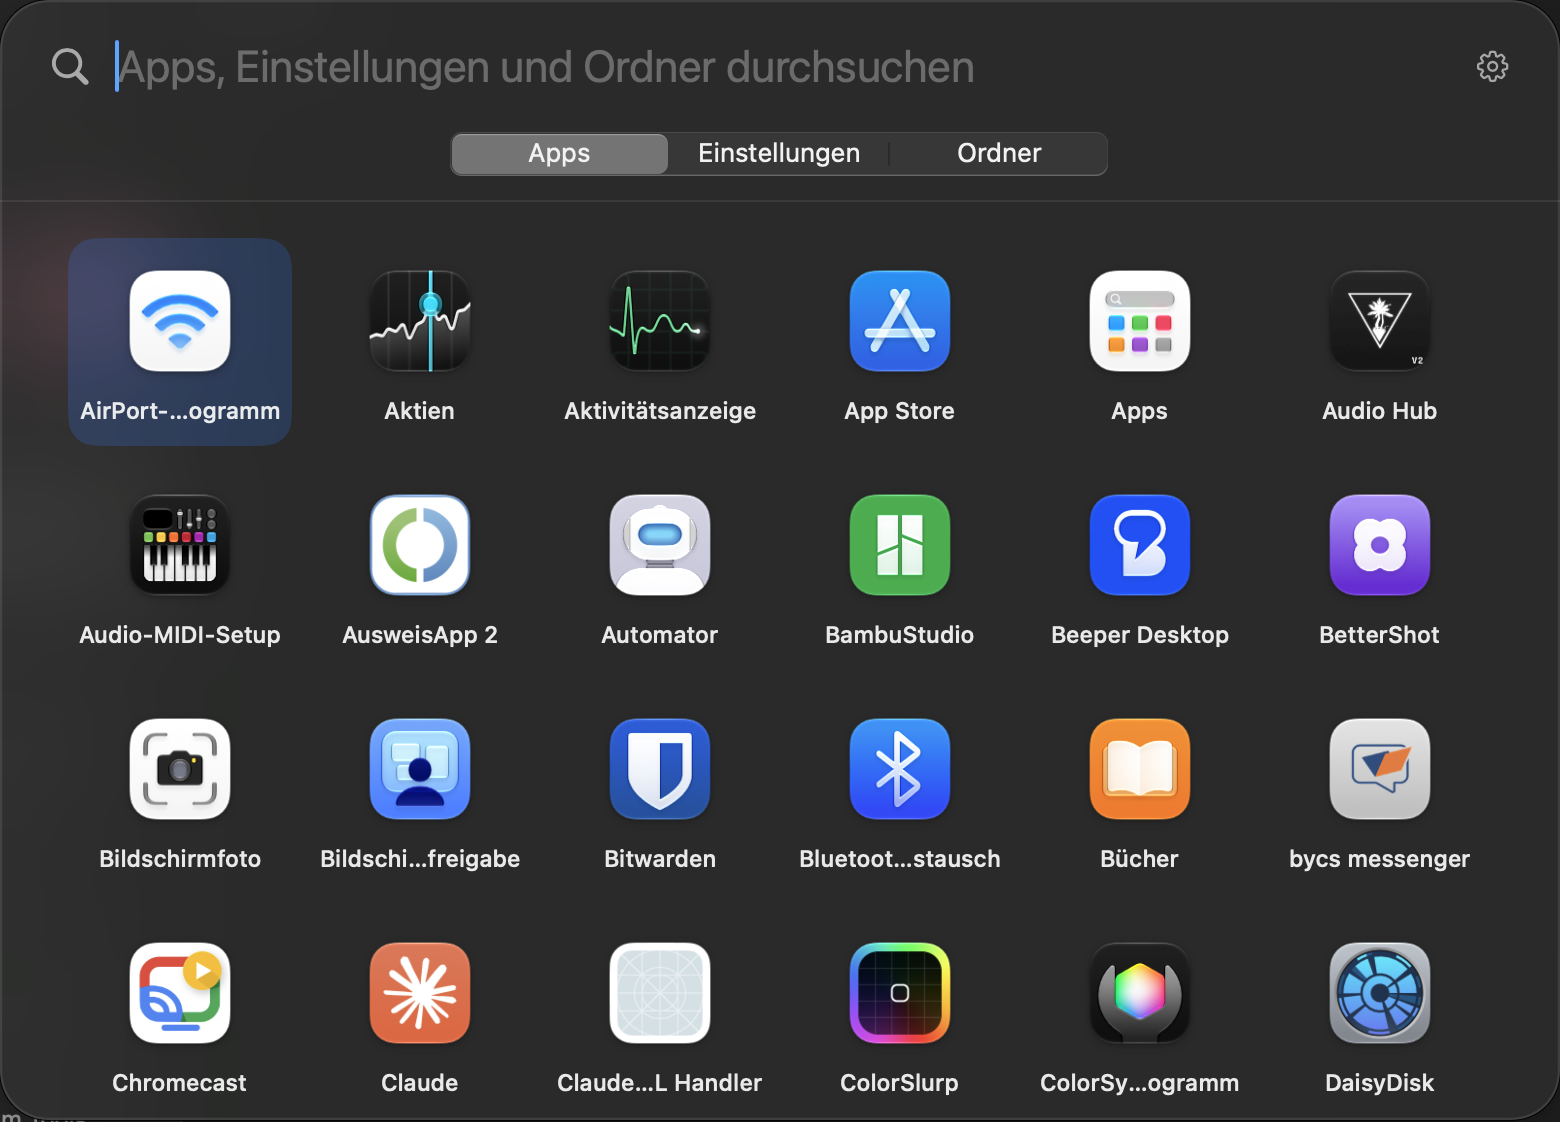 Apps, Einstellungen und Ordner durchsuchen
Apps Einstellungen Ordner
AirPort-...ogramm Aktien Aktivitätsanzeige App Store Apps Audio Hub
V2
Audio-MIDI-Setup AusweisApp 2 Automator BambuStudio Beeper Desktop BetterShot
Bildschirmfoto Bildschi...freigabe Bitwarden Bluetoot...stausch Bücher bycs messenger
Chromecast Claude Claude...L Handler ColorSlurp ColorSy...ogramm DaisyDisk